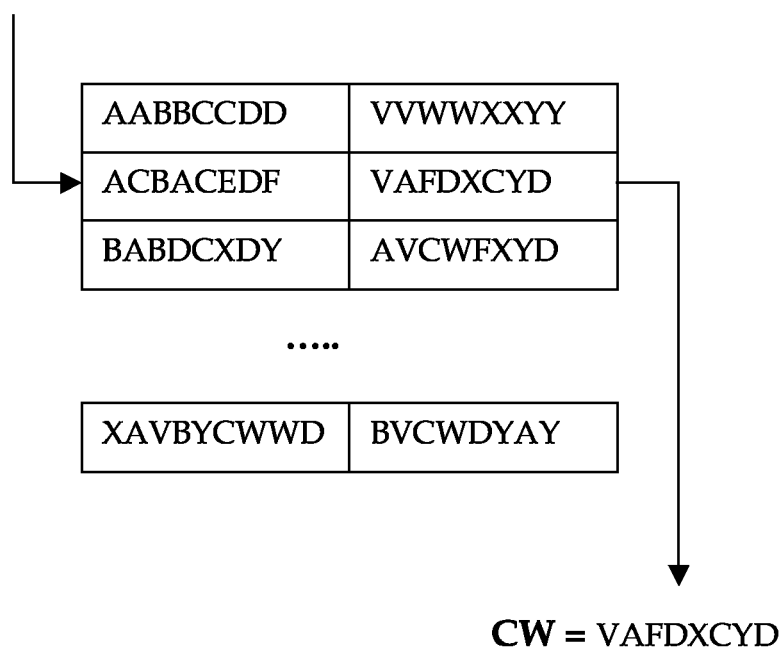 AABBCCDD VVWWXXYY
ACBACEDF VAFDXCYD
BABDCXDY AVCWFXYD
.....
XAVBYCWWD BVCWDYAY
CW = VAFDXCYD